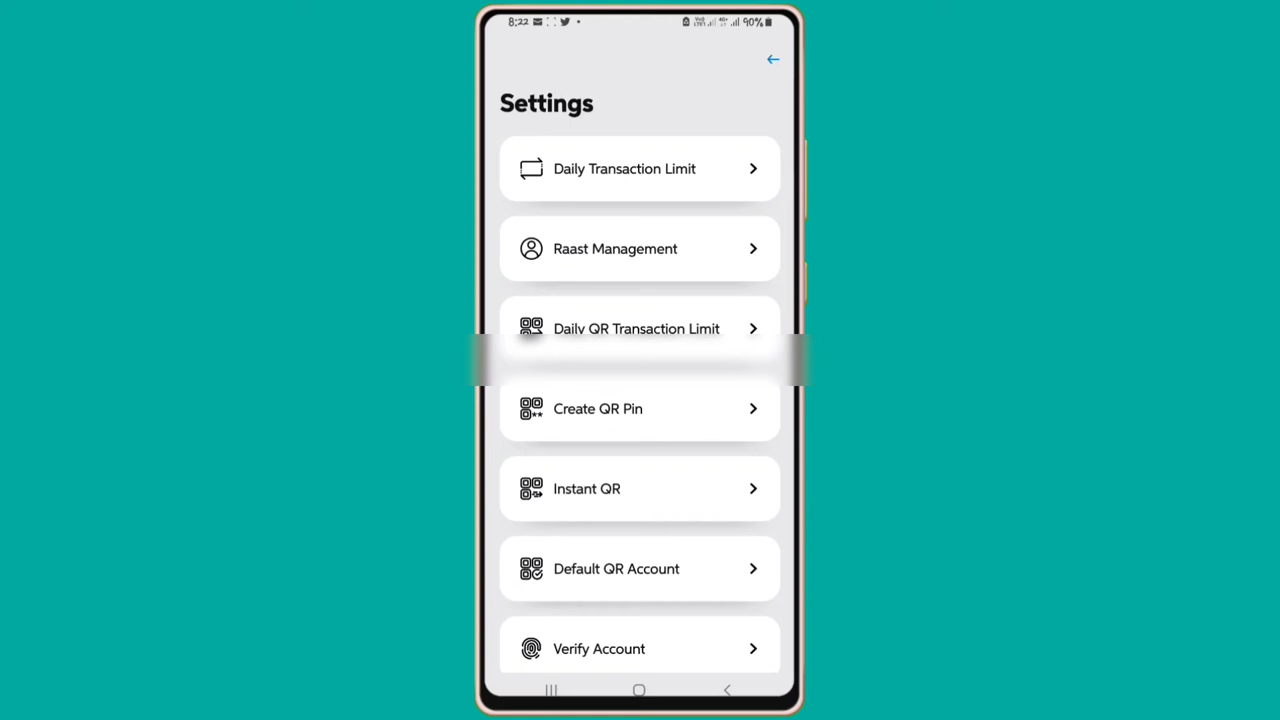 8:22
90%
Settings
Daily Transaction Limit
Raast Management
Daily QR Transaction Limit
Create QR Pin
Instant QR
Default QR Account
Verify Account